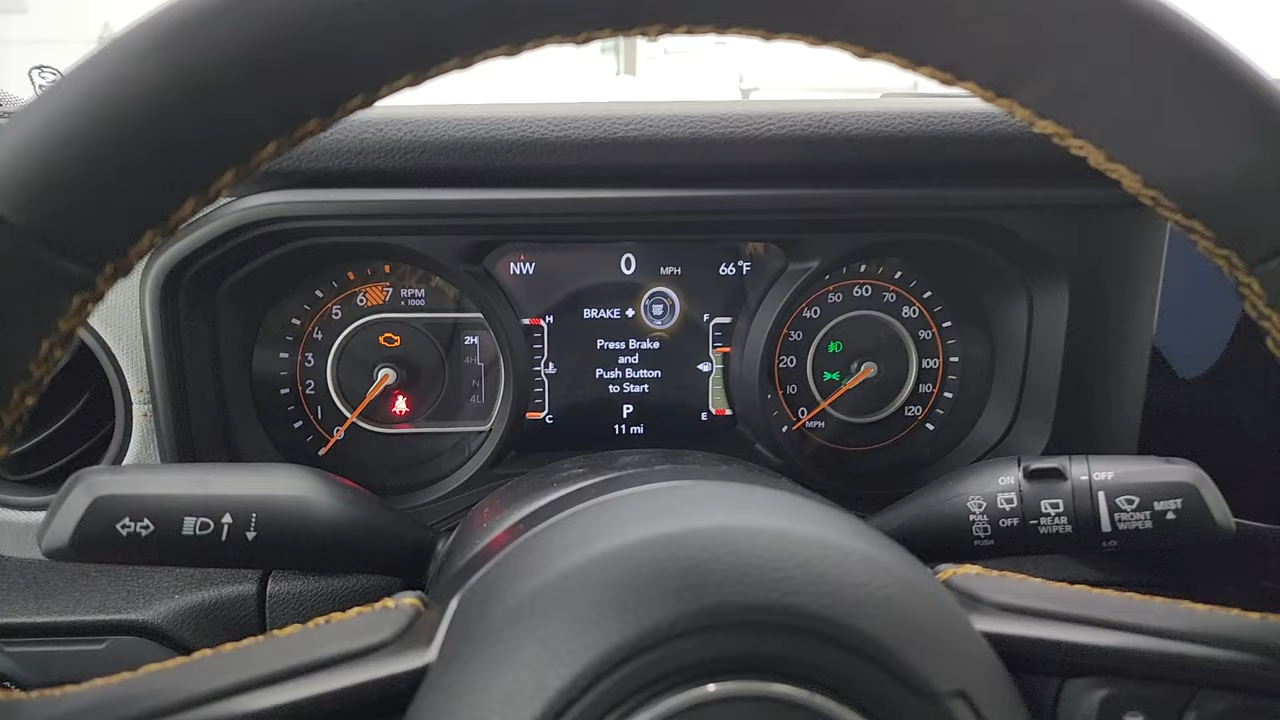 NW
0 MPH
66°F
BRAKE +
Press Brake
and
Push Button
to Start
P
11 mi
H
C
F
E
0
1
2
3
4
5
6
7
RPM
x 1000
2H
4H
N
4L
0
10
20
30
40
50
60
70
80
90
100
110
120
MPH
ON
OFF
PULL
PUSH
REAR
WIPER
OFF
FRONT
WIPER
LO
MIST